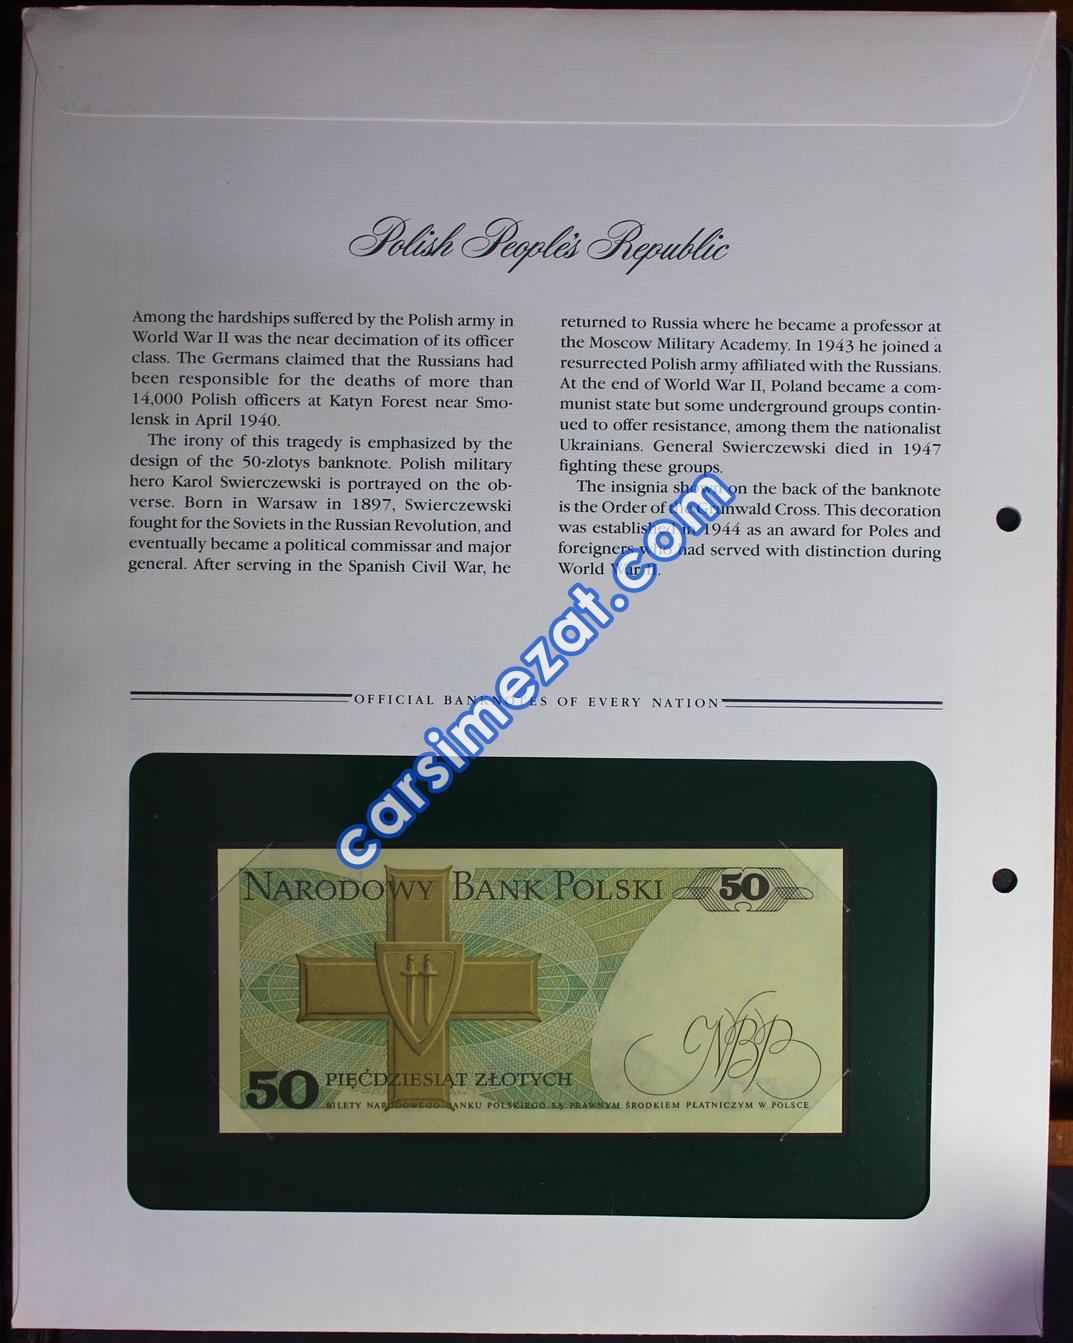 Polish People's Republic
Among the hardships suffered by the Polish army in
World War II was the near decimation of its officer
class. The Germans claimed that the Russians had
been responsible for the deaths of more than
14,000 Polish officers at Katyn Forest near Smo-
lensk in April 1940.
The irony of this tragedy is emphasized by the
design of the 50-zlotys banknote. Polish military
hero Karol Swierczewski is portrayed on the ob-
verse. Born in Warsaw in 1897, Swierczewski
fought for the Soviets in the Russian Revolution, and
eventually became a political commissar and major
general. After serving in the Spanish Civil War, he
returned to Russia where he became a professor at
the Moscow Military Academy. In 1943 he joined a
resurrected Polish army affiliated with the Russians.
At the end of World War II, Poland became a com-
munist state but some underground groups contin-
ued to offer resistance, among them the nationalist
Ukrainians. General Swierczewski died in 1947
fighting these groups.
The insignia shown on the back of the banknote
is the Order of the Grunwald Cross. This decoration
was established in 1944 as an award for Poles and
foreigners who had served with distinction during
World War II.
carsimezat.com
OFFICIAL BANKNOTES OF EVERY NATION
NARODOWY BANK POLSKI 50
NBP
50 PIĘĆDZIESIĄT ZŁOTYCH
BILETY NARODOWEGO BANKU POLSKIEGO SĄ PRAWNYM ŚRODKIEM PŁATNICZYM W POLSCE